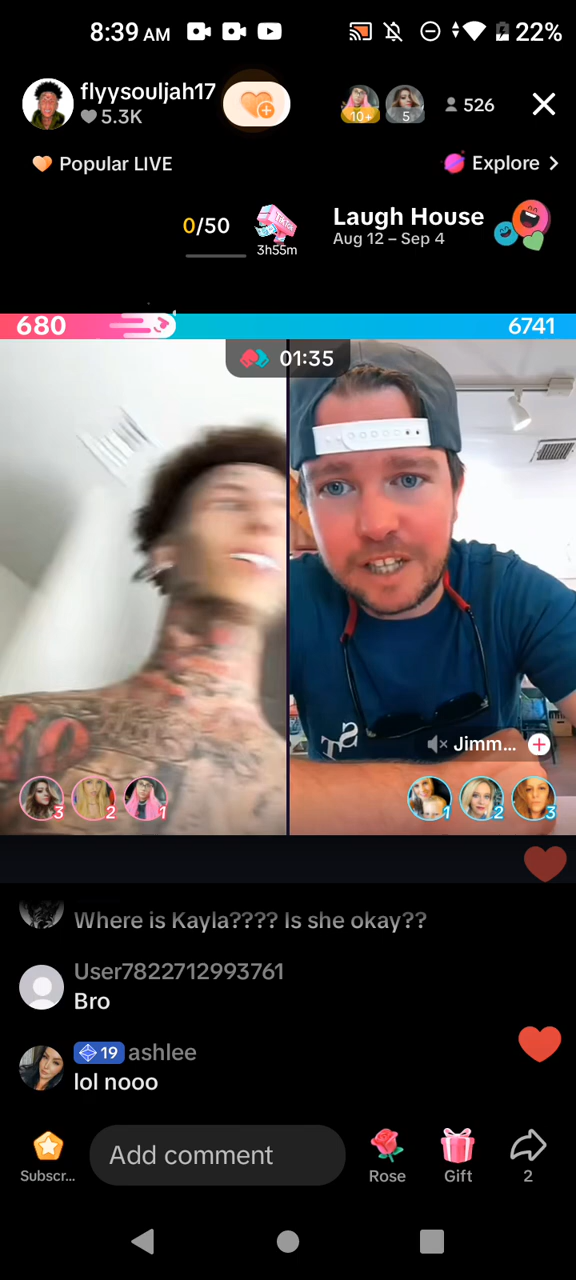 8:39 AM
22%
flyysouljah17
5.3K
10+
5
526
Popular LIVE
Explore
0/50
3h55m
Laugh House
Aug 12 – Sep 4
680
6741
01:35
Jimm...
3
2
1
1
2
3
Where is Kayla???? Is she okay??
User7822712993761
Bro
19 ashlee
lol nooo
Subscr...
Add comment
Rose
Gift
2